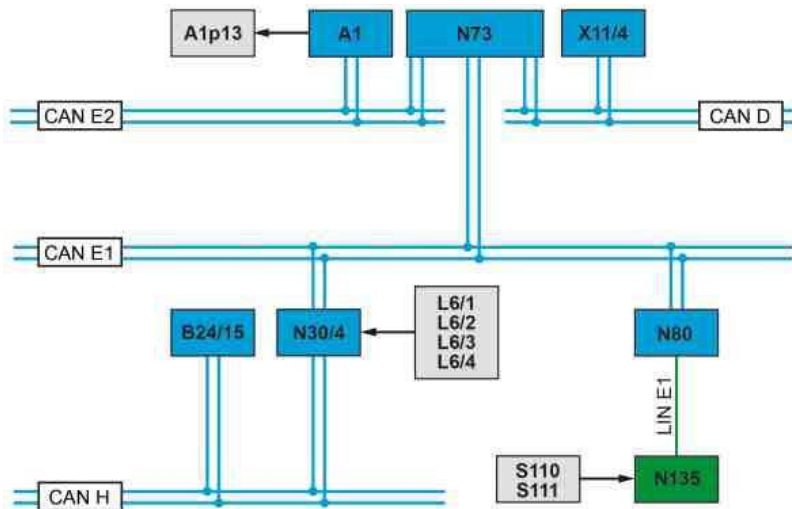 A1p13
A1
N73
X11/4
CAN E2
CAN D
CAN E1
B24/15
N30/4
L6/1
L6/2
L6/3
L6/4
N80
LIN E1
S110
S111
N135
CAN H